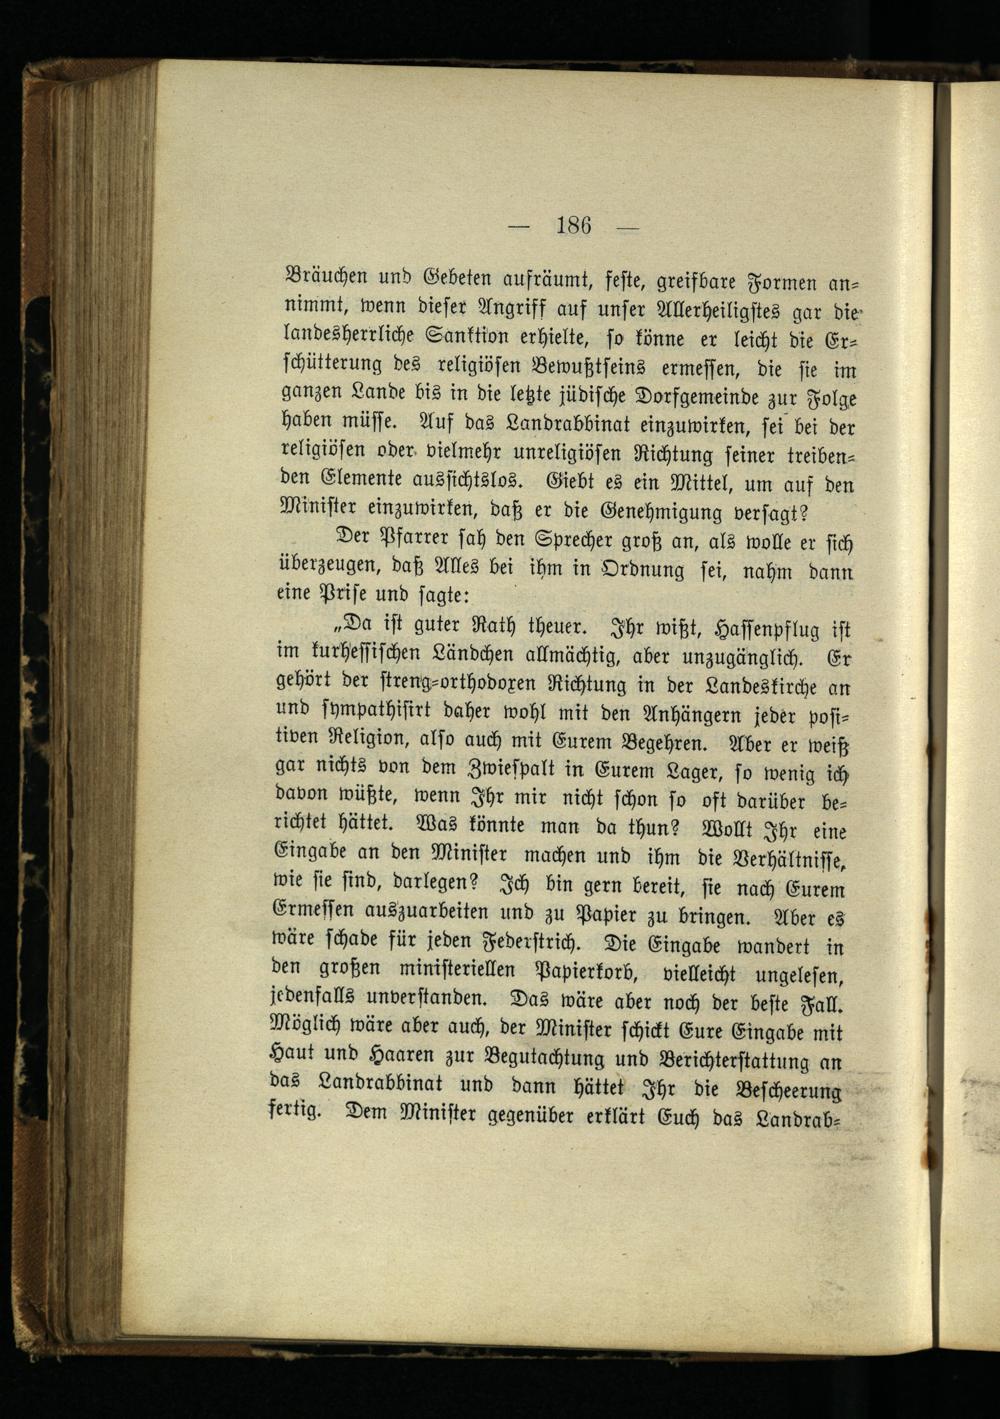 — 186 —
Bräuchen und Gebeten aufräumt, feste, greifbare Formen an-
nimmt, wenn dieser Angriff auf unser Allerheiligstes gar die
landesherrliche Sanktion erhielte, so könne er leicht die Er-
schütterung des religiösen Bewußtseins ermessen, die sie im
ganzen Lande bis in die letzte jüdische Dorfgemeinde zur Folge
haben müsse. Auf das Landrabbinat einzuwirken, sei bei der
religiösen oder vielmehr unreligiösen Richtung seiner treiben-
den Elemente aussichtslos. Giebt es ein Mittel, um auf den
Minister einzuwirken, daß er die Genehmigung versagt?
Der Pfarrer sah den Sprecher groß an, als wolle er sich
überzeugen, daß Alles bei ihm in Ordnung sei, nahm dann
eine Prise und sagte:
„Da ist guter Rath theuer. Ihr wißt, Hassenpflug ist
im kurhessischen Ländchen allmächtig, aber unzugänglich. Er
gehört der streng-orthodoxen Richtung in der Landeskirche an
und sympathisirt daher wohl mit den Anhängern jeder posi-
tiven Religion, also auch mit Eurem Begehren. Aber er weiß
gar nichts von dem Zwiespalt in Eurem Lager, so wenig ich
davon wüßte, wenn Ihr mir nicht schon so oft darüber be-
richtet hättet. Was könnte man da thun? Wollt Ihr eine
Eingabe an den Minister machen und ihm die Verhältnisse,
wie sie sind, darlegen? Ich bin gern bereit, sie nach Eurem
Ermessen auszuarbeiten und zu Papier zu bringen. Aber es
wäre schade für jeden Federstrich. Die Eingabe wandert in
den großen ministeriellen Papierkorb, vielleicht ungelesen,
jedenfalls unverstanden. Das wäre aber noch der beste Fall.
Möglich wäre aber auch, der Minister schickt Eure Eingabe mit
Haut und Haaren zur Begutachtung und Berichterstattung an
das Landrabbinat und dann hättet Ihr die Bescheerung
fertig. Dem Minister gegenüber erklärt Euch das Landrab-